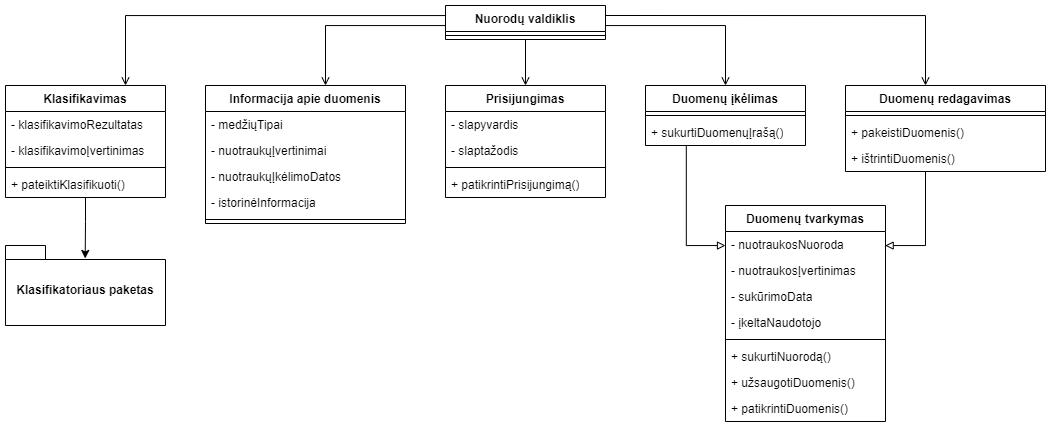 Nuorodų valdiklis
Klasifikavimas
- klasifikavimoRezultatas
- klasifikavimoĮvertinimas
+ pateiktiKlasifikuoti()
Klasifikatoriaus paketas
Informacija apie duomenis
- medžiųTipai
- nuotraukųĮvertinimai
- nuotraukųĮkėlimoDatos
- istorinėInformacija
Prisijungimas
- slapyvardis
- slaptažodis
+ patikrintiPrisijungimą()
Duomenų įkėlimas
+ sukurtiDuomenųĮrašą()
Duomenų redagavimas
+ pakeistiDuomenis()
+ ištrintiDuomenis()
Duomenų tvarkymas
- nuotraukosNuoroda
- nuotraukosĮvertinimas
- sukūrimoData
- įkeltaNaudotojo
+ sukurtiNuorodą()
+ užsaugotiDuomenis()
+ patikrintiDuomenis()